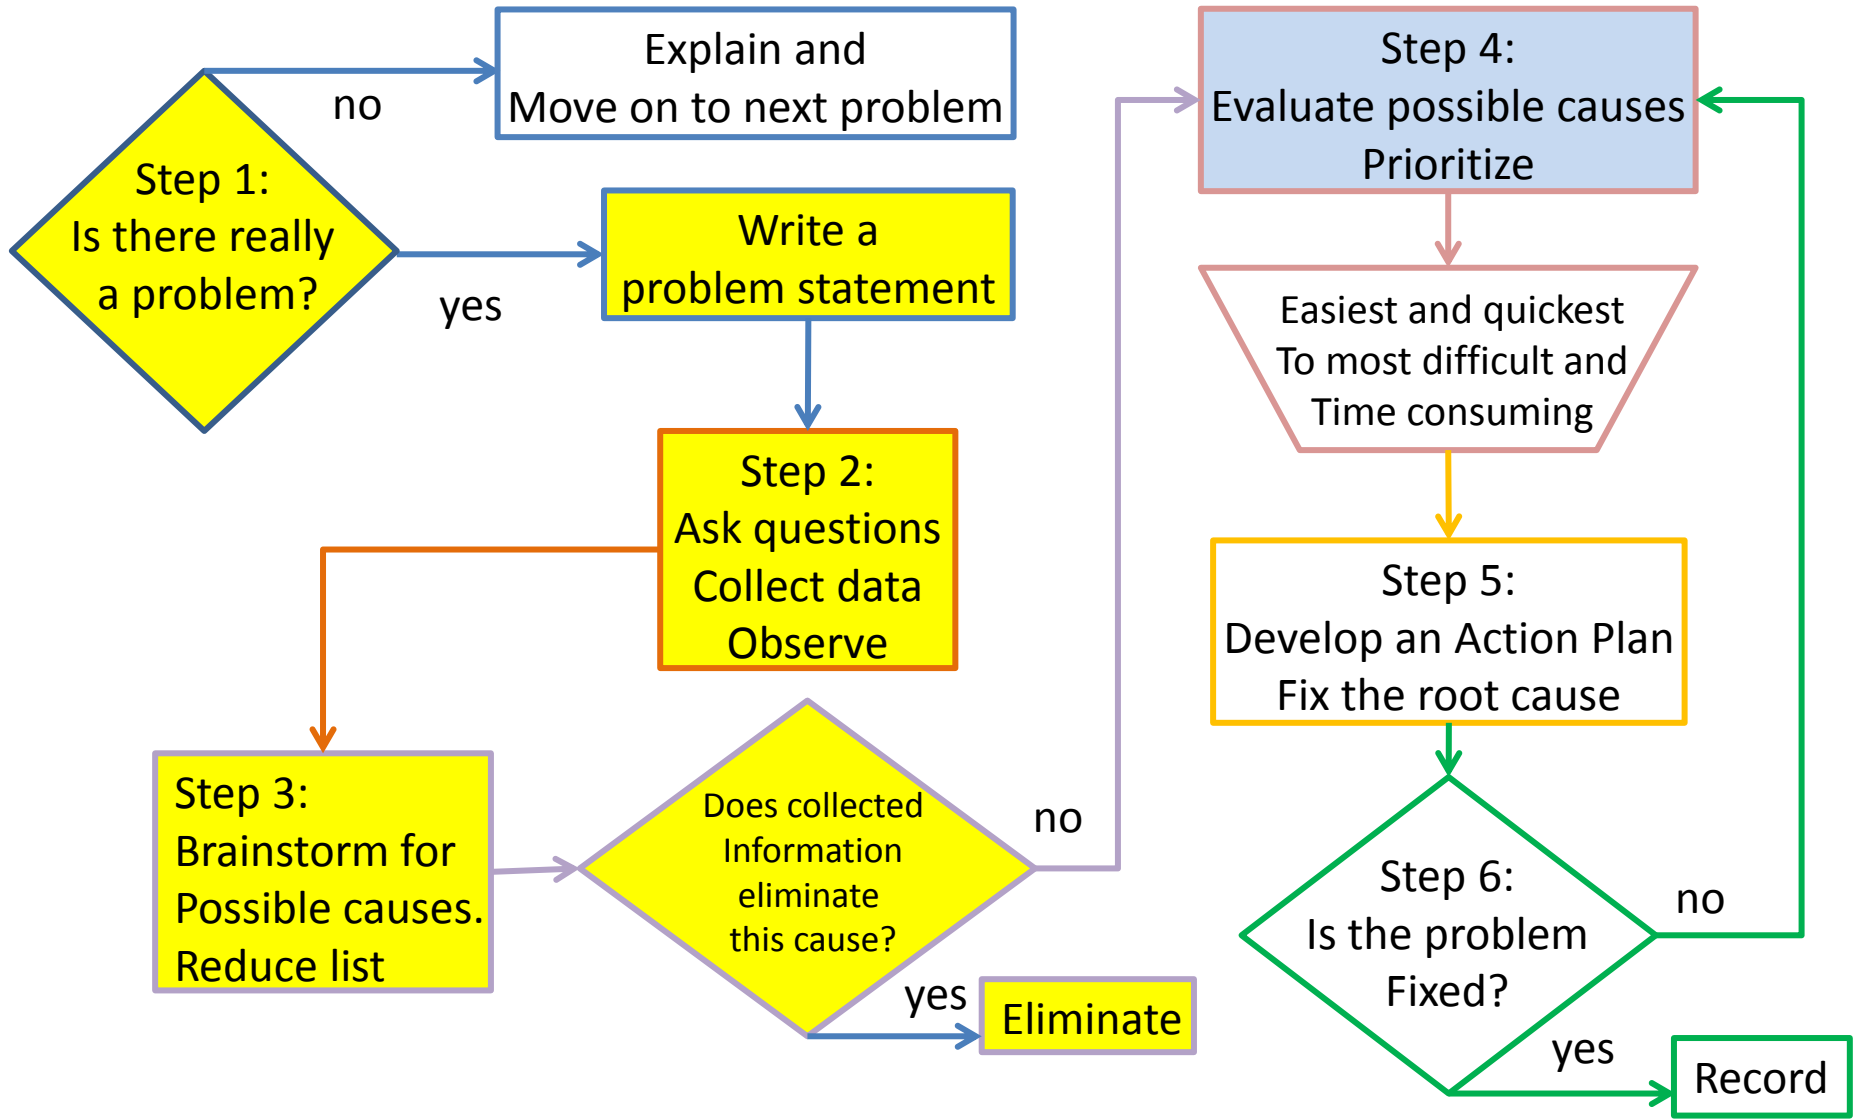 Step 1:
Is there really
a problem?
no
Explain and
Move on to next problem
yes
Write a
problem statement
Step 2:
Ask questions
Collect data
Observe
Step 3:
Brainstorm for
Possible causes.
Reduce list
Does collected
Information
eliminate
this cause?
yes
Eliminate
no
Step 4:
Evaluate possible causes
Prioritize
Easiest and quickest
To most difficult and
Time consuming
Step 5:
Develop an Action Plan
Fix the root cause
Step 6:
Is the problem
Fixed?
no
yes
Record